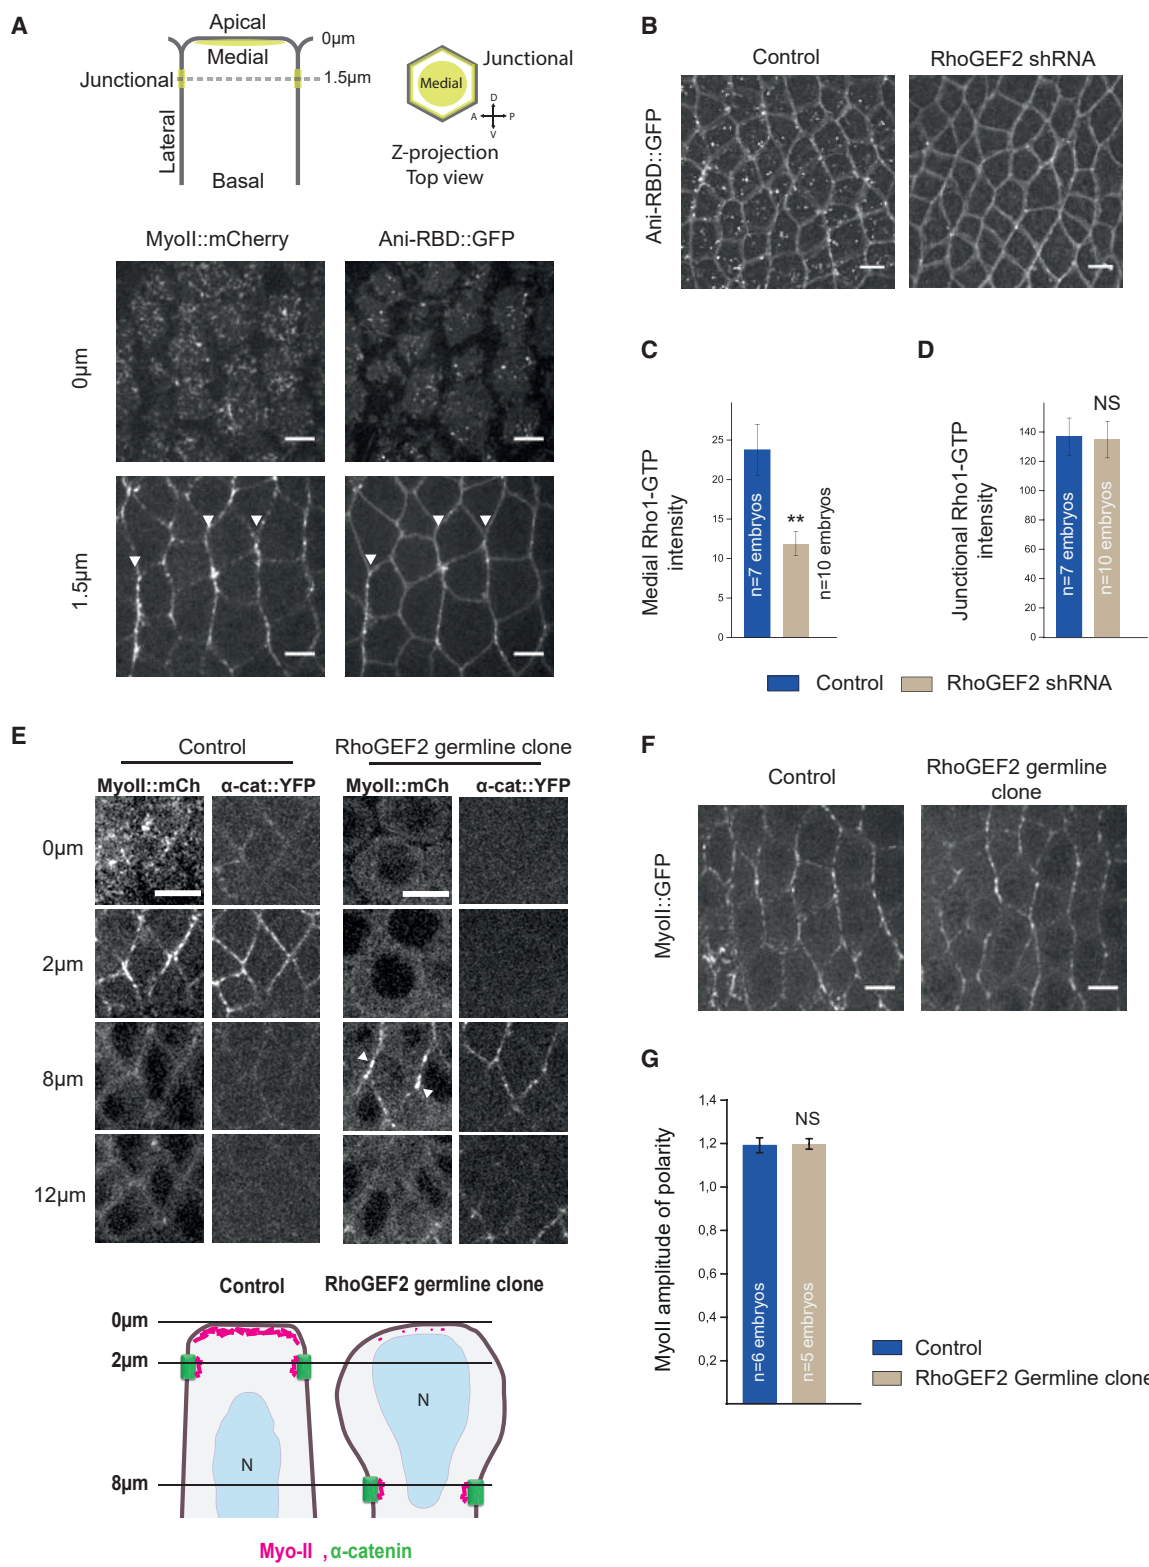 A
Apical
0µm
Medial
Junctional
1.5µm
Lateral
Basal
Junctional
Medial
D
A
P
V
Z-projection
Top view
MyoII::mCherry
Ani-RBD::GFP
0µm
1.5µm
B
Control
RhoGEF2 shRNA
Ani-RBD::GFP
C
Medial Rho1-GTP
intensity
25
20
15
10
5
0
n=7 embryos
**
n=10 embryos
D
Junctional Rho1-GTP
intensity
140
120
100
80
60
40
20
0
NS
n=7 embryos
n=10 embryos
Control
RhoGEF2 shRNA
E
Control
RhoGEF2 germline clone
MyoII::mCh
α-cat::YFP
MyoII::mCh
α-cat::YFP
0µm
2µm
8µm
12µm
Control
RhoGEF2 germline clone
0µm
2µm
8µm
N
N
Myo-II , α-catenin
F
Control
RhoGEF2 germline
clone
MyoII::GFP
G
MyoII amplitude of polarity
1,4
1,2
1,0
0,8
0,6
0,4
0,2
NS
n=6 embryos
n=5 embryos
Control
RhoGEF2 Germline clone